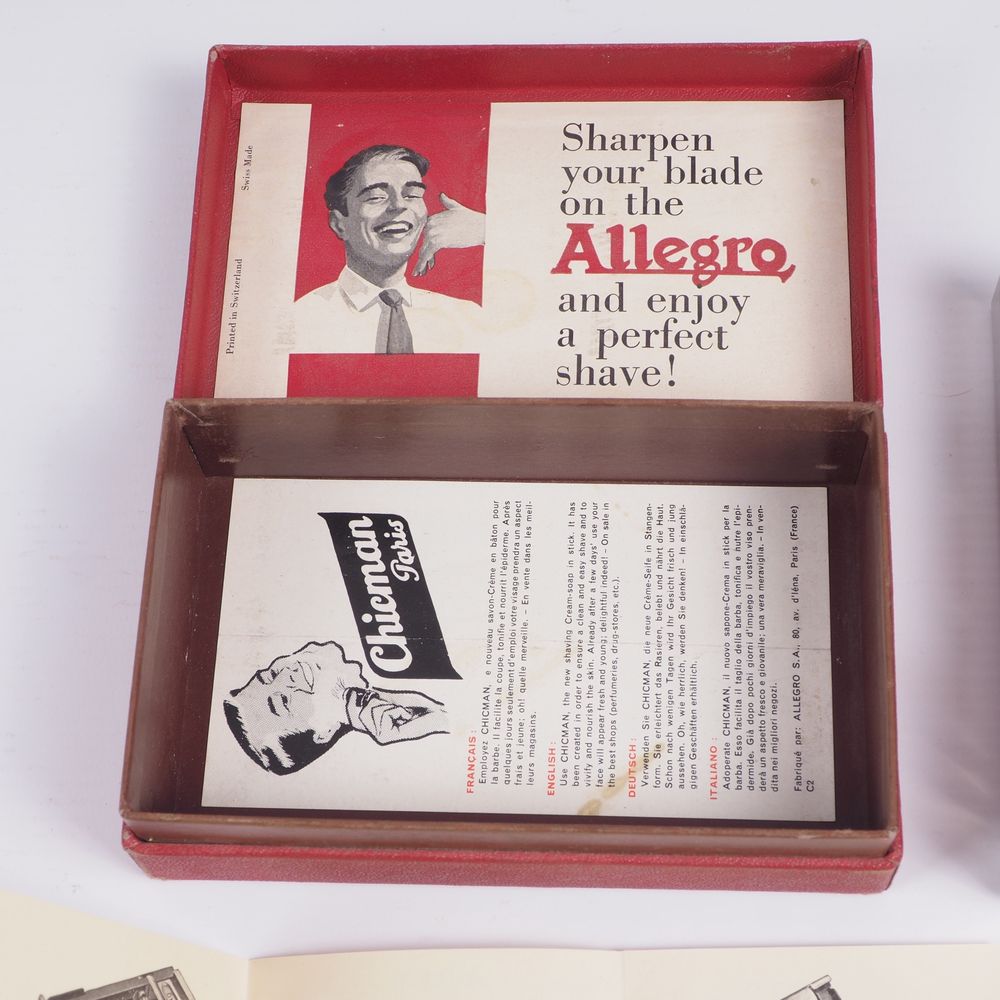 Swiss Made
Printed in Switzerland
Sharpen
your blade
on the
Allegro
and enjoy
a perfect
shave!
Chicman
Paris
FRANÇAIS:
Employez CHICMAN, e nouveau savon-Crème en bâton pour
la barbe. Il facilite la coupe, tonifie et nourrit l'épiderme. Après
quelques jours seulement d'emploi votre visage prendra un aspect
frais et jeune; oh! quelle merveille. – En vente dans les meil-
leurs magasins.
ENGLISH:
Use CHICMAN, the new shaving Cream-soap in stick. It has
been created in order to ensure a clean and easy shave and to
vivify and nourish the skin. Already after a few days' use your
face will appear fresh and young; delightful indeed! – On sale in
the best shops (perfumeries, drug-stores, etc.).
DEUTSCH:
Verwenden Sie CHICMAN, die neue Crème-Seife in Stangen-
form. Sie erleichtert das Rasieren, belebt und nährt die Haut.
Schon nach wenigen Tagen wird Ihr Gesicht frisch und jung
aussehen. Oh, wie herrlich, werden Sie denken! – In einschlä-
gigen Geschäften erhältlich.
ITALIANO:
Adoperate CHICMAN, il nuovo sapone-Crema in stick per la
barba. Esso facilita il taglio della barba, tonifica e nutre l'epi-
dermide. Già dopo pochi giorni d'impiego il vostro viso pren-
derà un aspetto fresco e giovanile; una vera meraviglia. – In ven-
dita nei migliori negozi.
Fabriqué par: ALLEGRO S.A., 80, av. d'Iéna, Paris (France)
C2